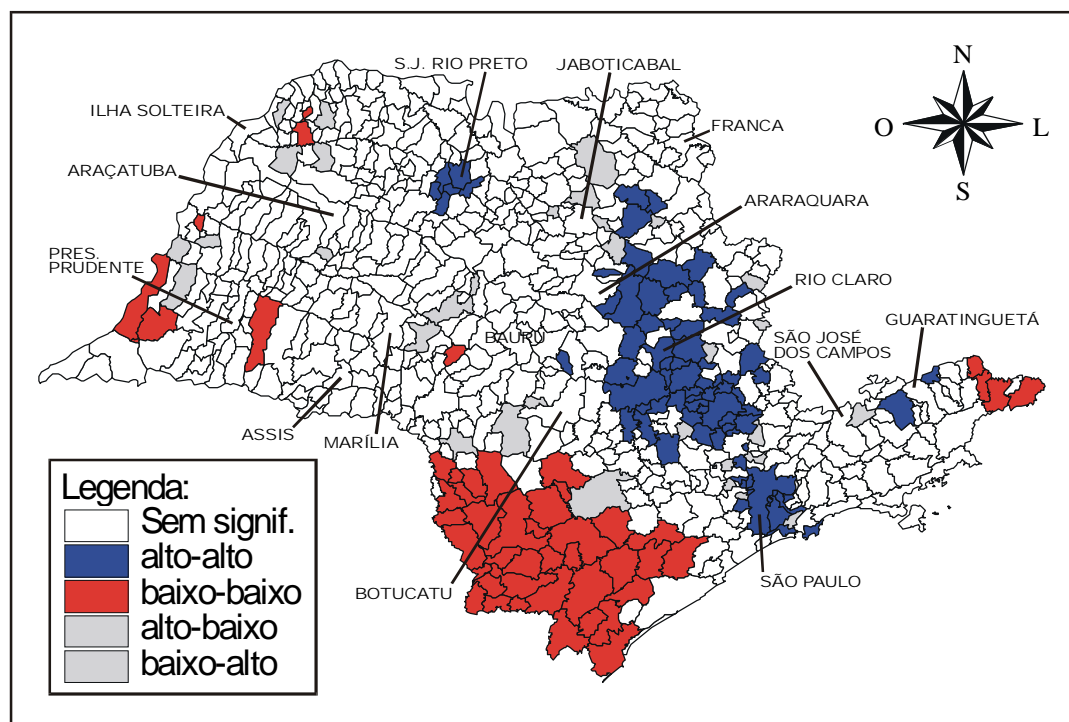 S.J. RIO PRETO
JABOTICABAL
ILHA SOLTEIRA
FRANCA
N
O
L
S
ARAÇATUBA
ARARAQUARA
PRES.
PRUDENTE
RIO CLARO
SÃO JOSÉ
DOS CAMPOS
GUARATINGUETÁ
BAURU
ASSIS
MARÍLIA
BOTUCATU
SÃO PAULO
Legenda:
Sem signif.
alto-alto
baixo-baixo
alto-baixo
baixo-alto